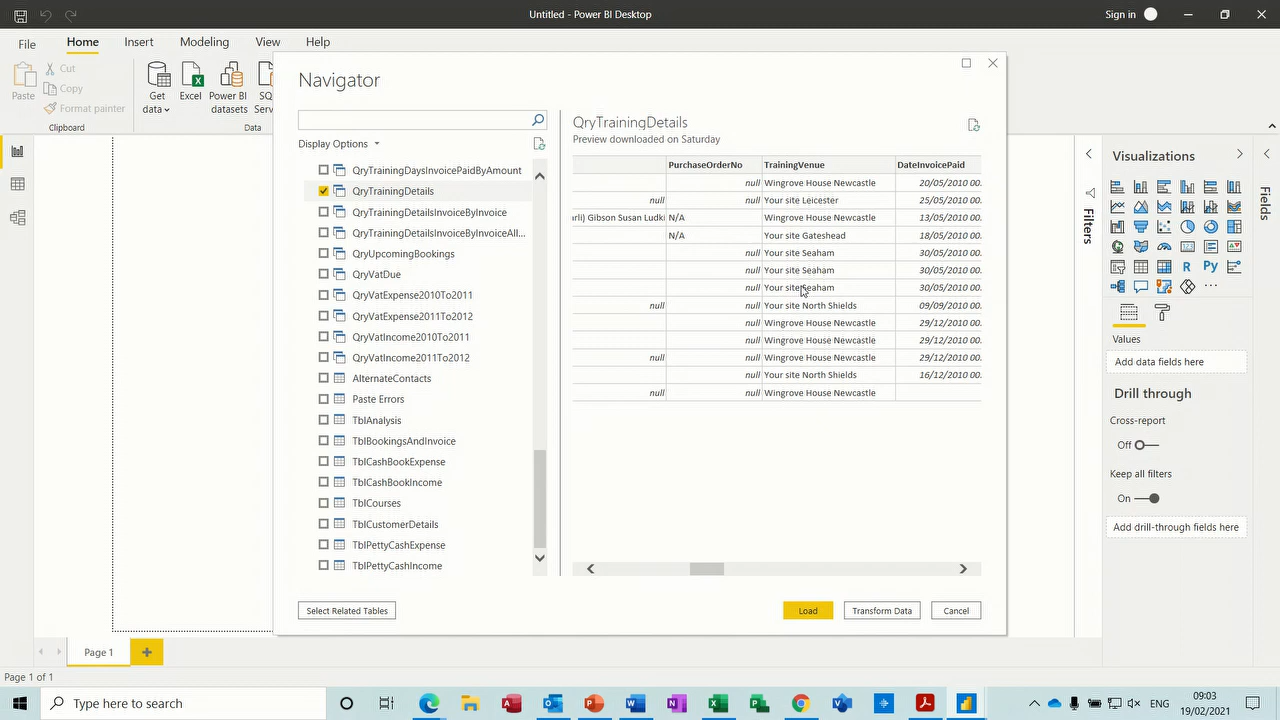 Untitled - Power BI Desktop
Sign in
File
Home
Insert
Modeling
View
Help
Paste
Cut
Copy
Format painter
Clipboard
Get data
Excel
Power BI datasets
SQ
Serv
Data
Navigator
Display Options
QryTrainingDaysInvoicePaidByAmount
QryTrainingDetails
QryTrainingDetailsInvoiceByInvoice
QryTrainingDetailsInvoiceByInvoiceAll...
QryUpcomingBookings
QryVatDue
QryVatExpense2010To2011
QryVatExpense2011To2012
QryVatIncome2010To2011
QryVatIncome2011To2012
AlternateContacts
Paste Errors
TblAnalysis
TblBookingsAndInvoice
TblCashBookExpense
TblCashBookIncome
TblCourses
TblCustomerDetails
TblPettyCashExpense
TblPettyCashIncome
QryTrainingDetails
Preview downloaded on Saturday
PurchaseOrderNo TrainingVenue DateInvoicePaid
null Wingrove House Newcastle 20/05/2010 00.
null null Your site Leicester 25/05/2010 00.
arli) Gibson Susan Ludki N/A Wingrove House Newcastle 13/05/2010 00.
N/A Your site Gateshead 18/05/2010 00.
null Your site Seaham 30/05/2010 00.
null Your site Seaham 30/05/2010 00.
null Your site Seaham 30/05/2010 00.
null null Your site North Shields 09/09/2010 00.
null Wingrove House Newcastle 29/12/2010 00.
null Wingrove House Newcastle 29/12/2010 00.
null null Wingrove House Newcastle 29/12/2010 00.
null Your site North Shields 16/12/2010 00.
null null Wingrove House Newcastle
Select Related Tables
Load
Transform Data
Cancel
Filters
Visualizations
R
Py
Values
Add data fields here
Drill through
Cross-report
Off
Keep all filters
On
Add drill-through fields here
Fields
Page 1
Page 1 of 1
Type here to search
ENG
09:03
19/02/2021